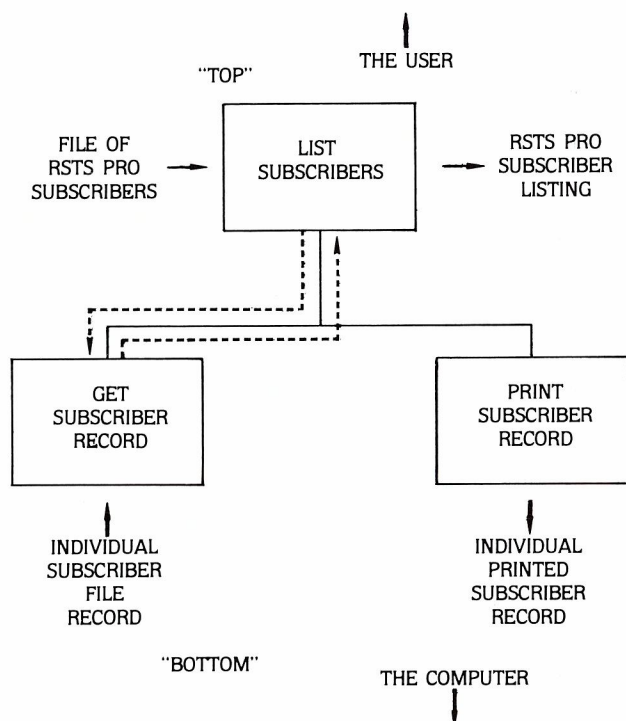 THE USER
"TOP"
FILE OF
RSTS PRO
SUBSCRIBERS
LIST
SUBSCRIBERS
RSTS PRO
SUBSCRIBER
LISTING
GET
SUBSCRIBER
RECORD
PRINT
SUBSCRIBER
RECORD
INDIVIDUAL
SUBSCRIBER
FILE
RECORD
INDIVIDUAL
PRINTED
SUBSCRIBER
RECORD
"BOTTOM"
THE COMPUTER